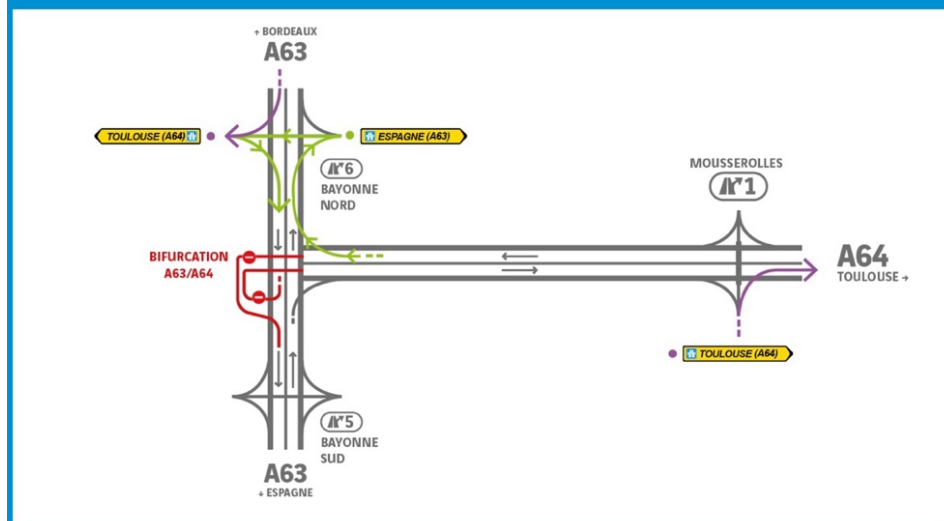 ↑ BORDEAUX
A63
TOULOUSE (A64)
ESPAGNE (A63)
6
BAYONNE
NORD
MOUSSEROLLES
1
BIFURCATION
A63/A64
A64
TOULOUSE →
TOULOUSE (A64)
5
BAYONNE
SUD
A63
↓ ESPAGNE